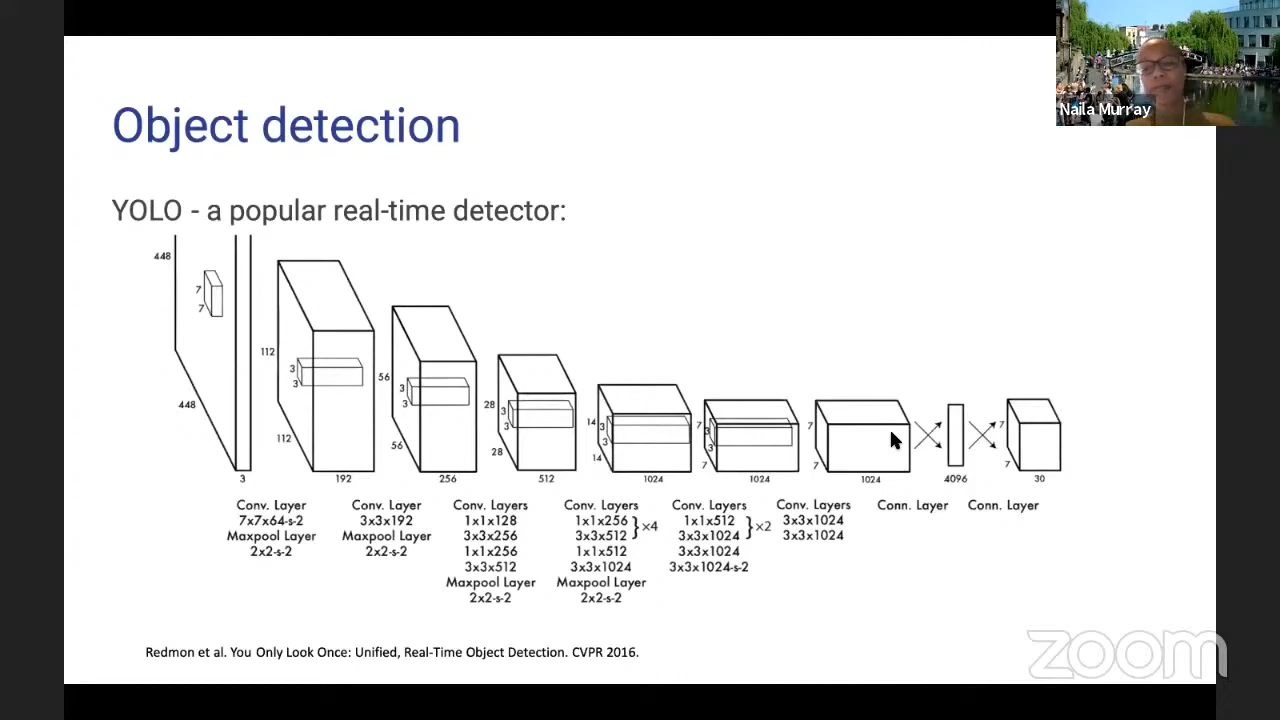 Naila Murray
Object detection
YOLO - a popular real-time detector:
448
7
7
448
3
112
3
3
112
192
56
3
3
56
256
28
3
3
28
512
14
3
3
14
1024
7
3
3
7
1024
7
7
1024
4096
7
7
30
Conv. Layer
7x7x64-s-2
Maxpool Layer
2x2-s-2
Conv. Layer
3x3x192
Maxpool Layer
2x2-s-2
Conv. Layers
1x1x128
3x3x256
1x1x256
3x3x512
Maxpool Layer
2x2-s-2
Conv. Layers
1x1x256
3x3x512
}x4
1x1x512
3x3x1024
Maxpool Layer
2x2-s-2
Conv. Layers
1x1x512
3x3x1024
}x2
3x3x1024
3x3x1024-s-2
Conv. Layers
3x3x1024
3x3x1024
Conn. Layer
Conn. Layer
Redmon et al. You Only Look Once: Unified, Real-Time Object Detection. CVPR 2016.
zoom